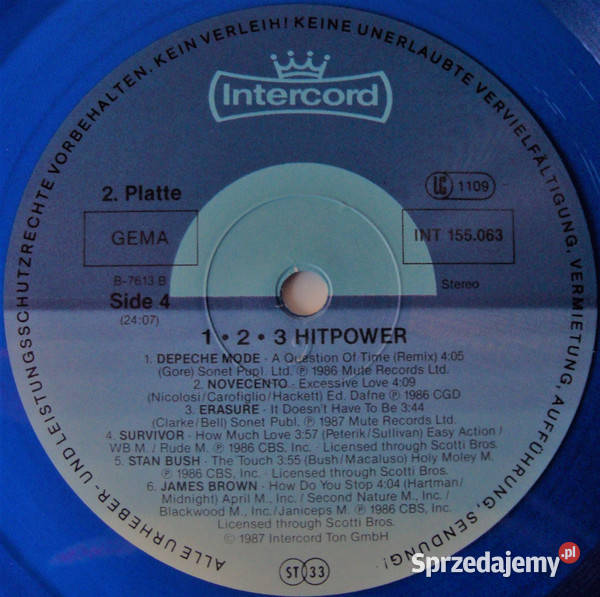 ALLE URHEBER- UND LEISTUNGSSCHUTZRECHTE VORBEHALTEN. KEIN VERLEIH! KEINE UNERLAUBTE VERVIELFÄLTIGUNG, VERMIETUNG, AUFFÜHRUNG, SENDUNG!
Intercord
2. Platte
LC 1109
GEMA
INT 155.063
B-7613 B
Stereo
Side 4
(24:07)
1 • 2 • 3 HITPOWER
1. DEPECHE MODE - A Question Of Time (Remix) 4:05
(Gore) Sonet Pupl. Ltd. ℗ 1986 Mute Records Ltd.
2. NOVECENTO - Excessive Love 4:09
(Nicolosi/Carofiglio/Hackett) Ed. Dafne ℗ 1986 CGD
3. ERASURE - It Doesn't Have To Be 3:44
(Clarke/Bell) Sonet Publ. ℗ 1987 Mute Records Ltd.
4. SURVIVOR - How Much Love 3:57 (Peterik/Sullivan) Easy Action/
WB M. / Rude M. ℗ 1986 CBS, Inc. · Licensed through Scotti Bros.
5. STAN BUSH - The Touch 3:55 (Bush/Macaluso) Holy Moley M.
℗ 1986 CBS, Inc. · Licensed through Scotti Bros.
6. JAMES BROWN - How Do You Stop 4:04 (Hartman/
Midnight) April M., Inc. / Second Nature M., Inc. /
Blackwood M., Inc./Janiceps M. ℗ 1986 CBS, Inc.
Licensed through Scotti Bros.
© 1987 Intercord Ton GmbH
ST 33
Sprzedajemy.pl